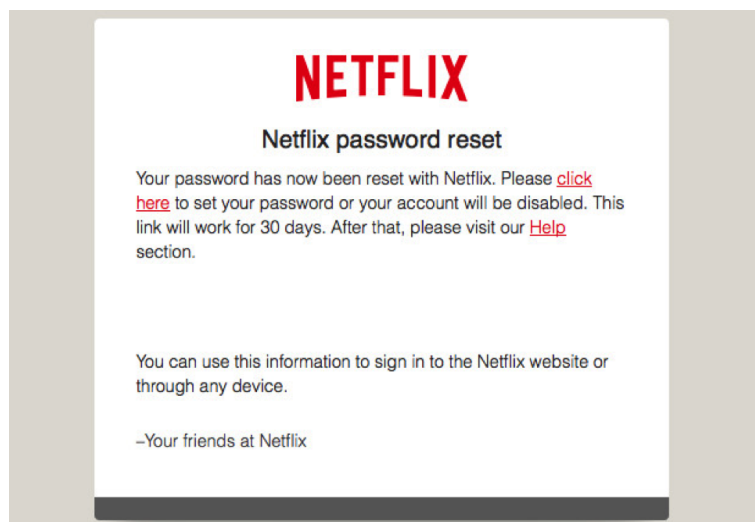 NETFLIX
Netflix password reset
Your password has now been reset with Netflix. Please click
here to set your password or your account will be disabled. This
link will work for 30 days. After that, please visit our Help
section.
You can use this information to sign in to the Netflix website or
through any device.
–Your friends at Netflix